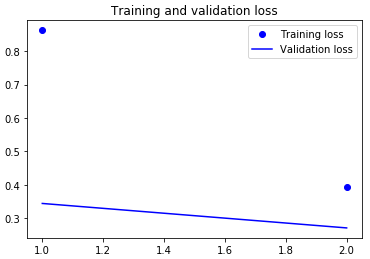 Training and validation loss
Training loss
Validation loss
0.8
0.7
0.6
0.5
0.4
0.3
1.0 1.2 1.4 1.6 1.8 2.0